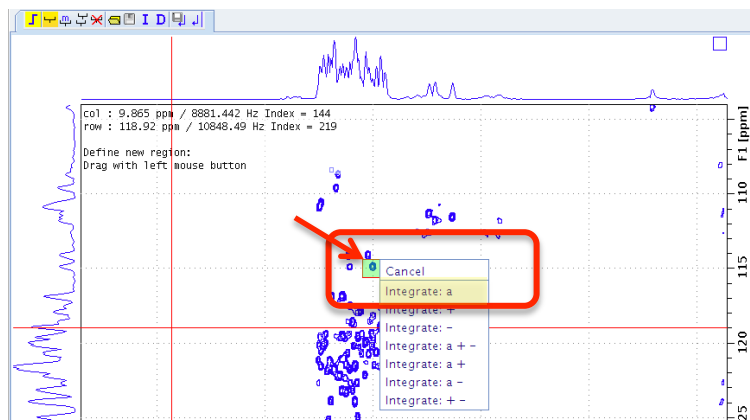 I D
col : 9.865 ppm / 8881.442 Hz Index = 144
row : 118.92 ppm / 10848.49 Hz Index = 219
Define new region:
Drag with left mouse button
F1 [ppm]
110
115
120
125
Cancel
Integrate: a
Integrate: +
Integrate: -
Integrate: a + -
Integrate: a +
Integrate: a -
Integrate: + -